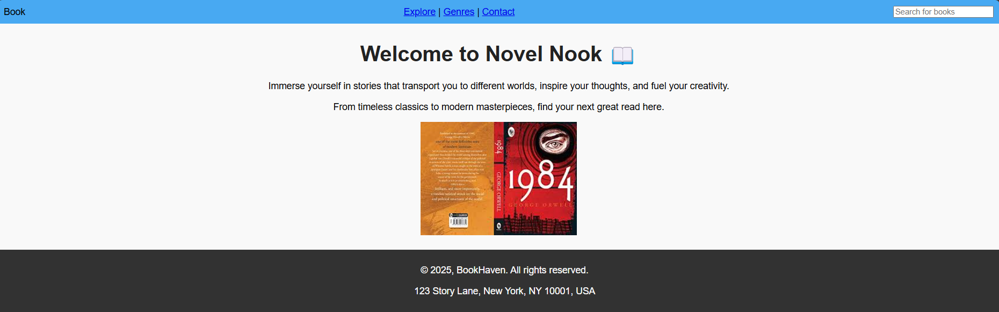 Book
Explore | Genres | Contact
Search for books
Welcome to Novel Nook 📖
Immerse yourself in stories that transport you to different worlds, inspire your thoughts, and fuel your creativity.
From timeless classics to modern masterpieces, find your next great read here.
one of the most definitive texts
of modern literature.
brilliant, and more importantly,
a timeless satirical attack on the social
and political structures of the world.
1984
GEORGE ORWELL
1984
GEORGE ORWELL
© 2025, BookHaven. All rights reserved.
123 Story Lane, New York, NY 10001, USA